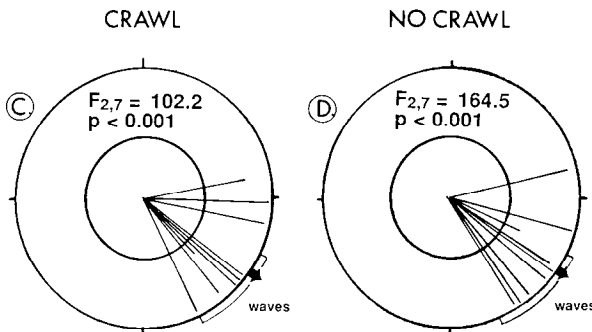 CRAWL
NO CRAWL
C
F2,7 = 102.2
p < 0.001
waves
D
F2,7 = 164.5
p < 0.001
waves